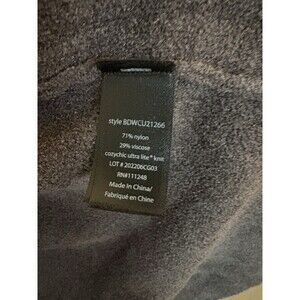 style BDWCU21266
71% nylon
29% viscose
cozychic ultra lite® knit
LOT # 202206CG03
RN#111248
Made In China/
Fabriqué en Chine